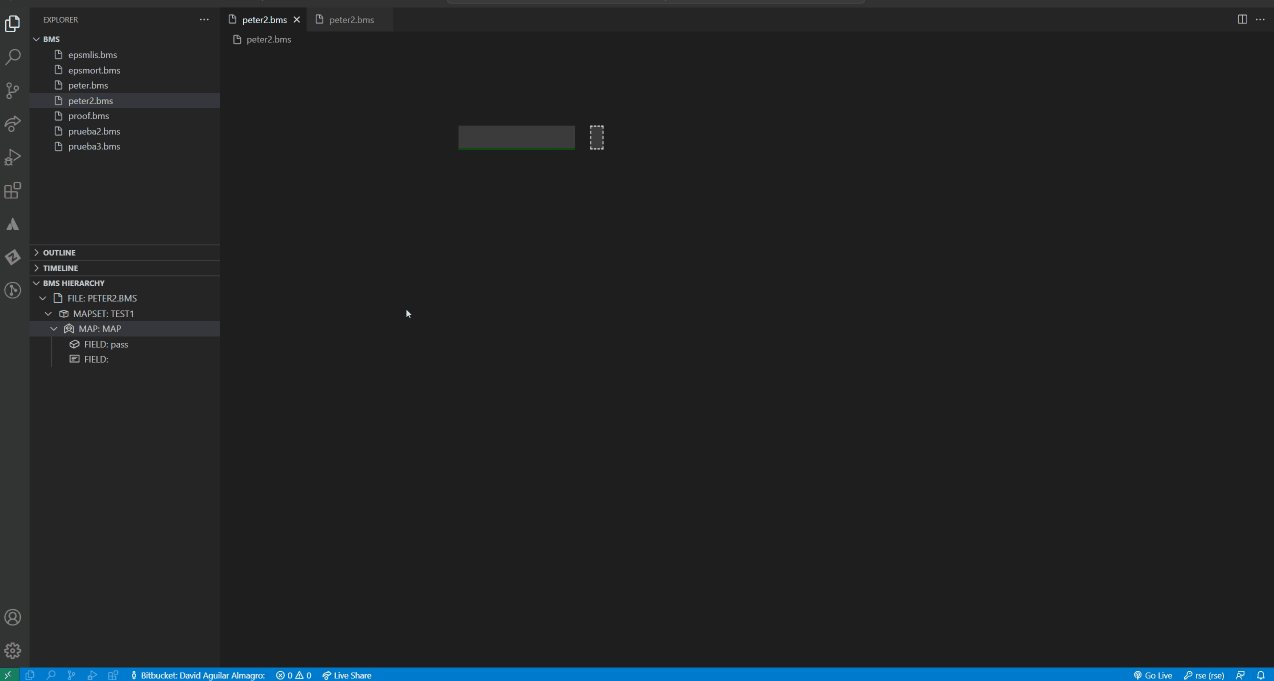 EXPLORER
peter2.bms
peter2.bms
BMS
peter2.bms
epsmlis.bms
epsmort.bms
peter.bms
peter2.bms
proof.bms
prueba2.bms
prueba3.bms
OUTLINE
TIMELINE
BMS HIERARCHY
FILE: PETER2.BMS
MAPSET: TEST1
MAP: MAP
FIELD: pass
FIELD:
Bitbucket: David Aguilar Almagro: 0 0 Live Share Go Live rse (rse)